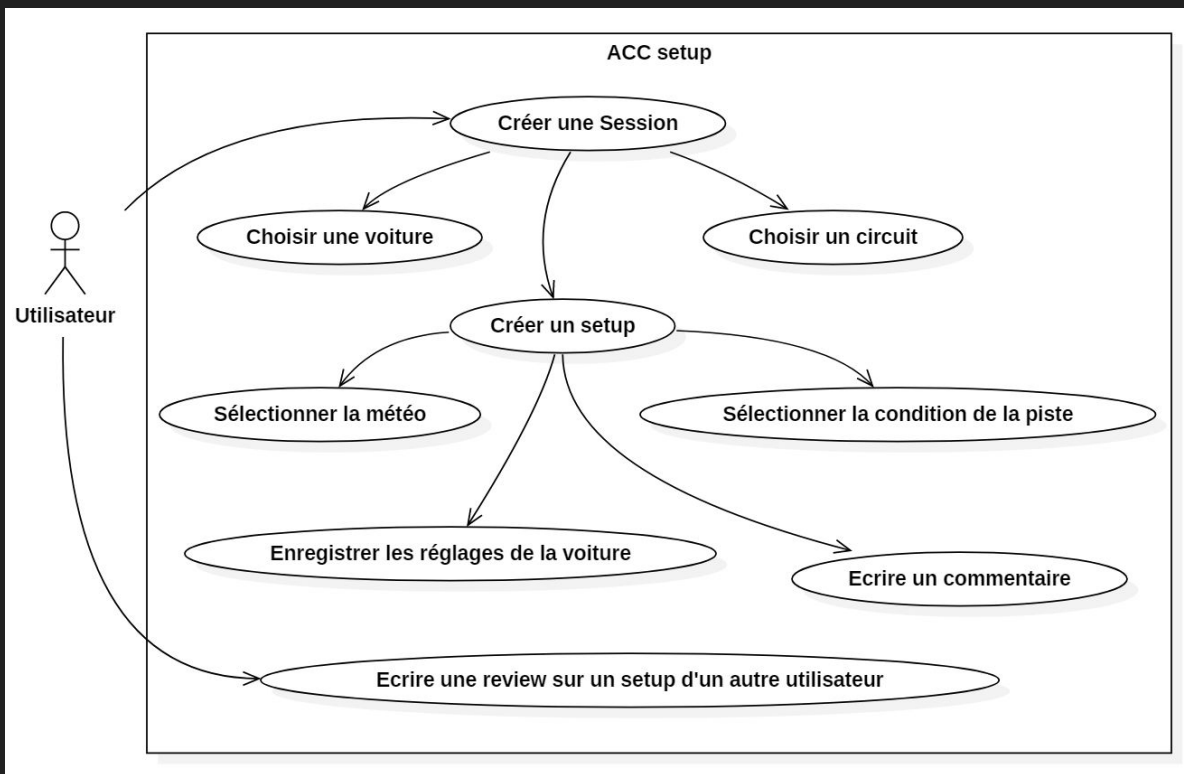 ACC setup
Créer une Session
Choisir une voiture
Choisir un circuit
Utilisateur
Créer un setup
Sélectionner la météo
Sélectionner la condition de la piste
Enregistrer les réglages de la voiture
Ecrire un commentaire
Ecrire une review sur un setup d'un autre utilisateur